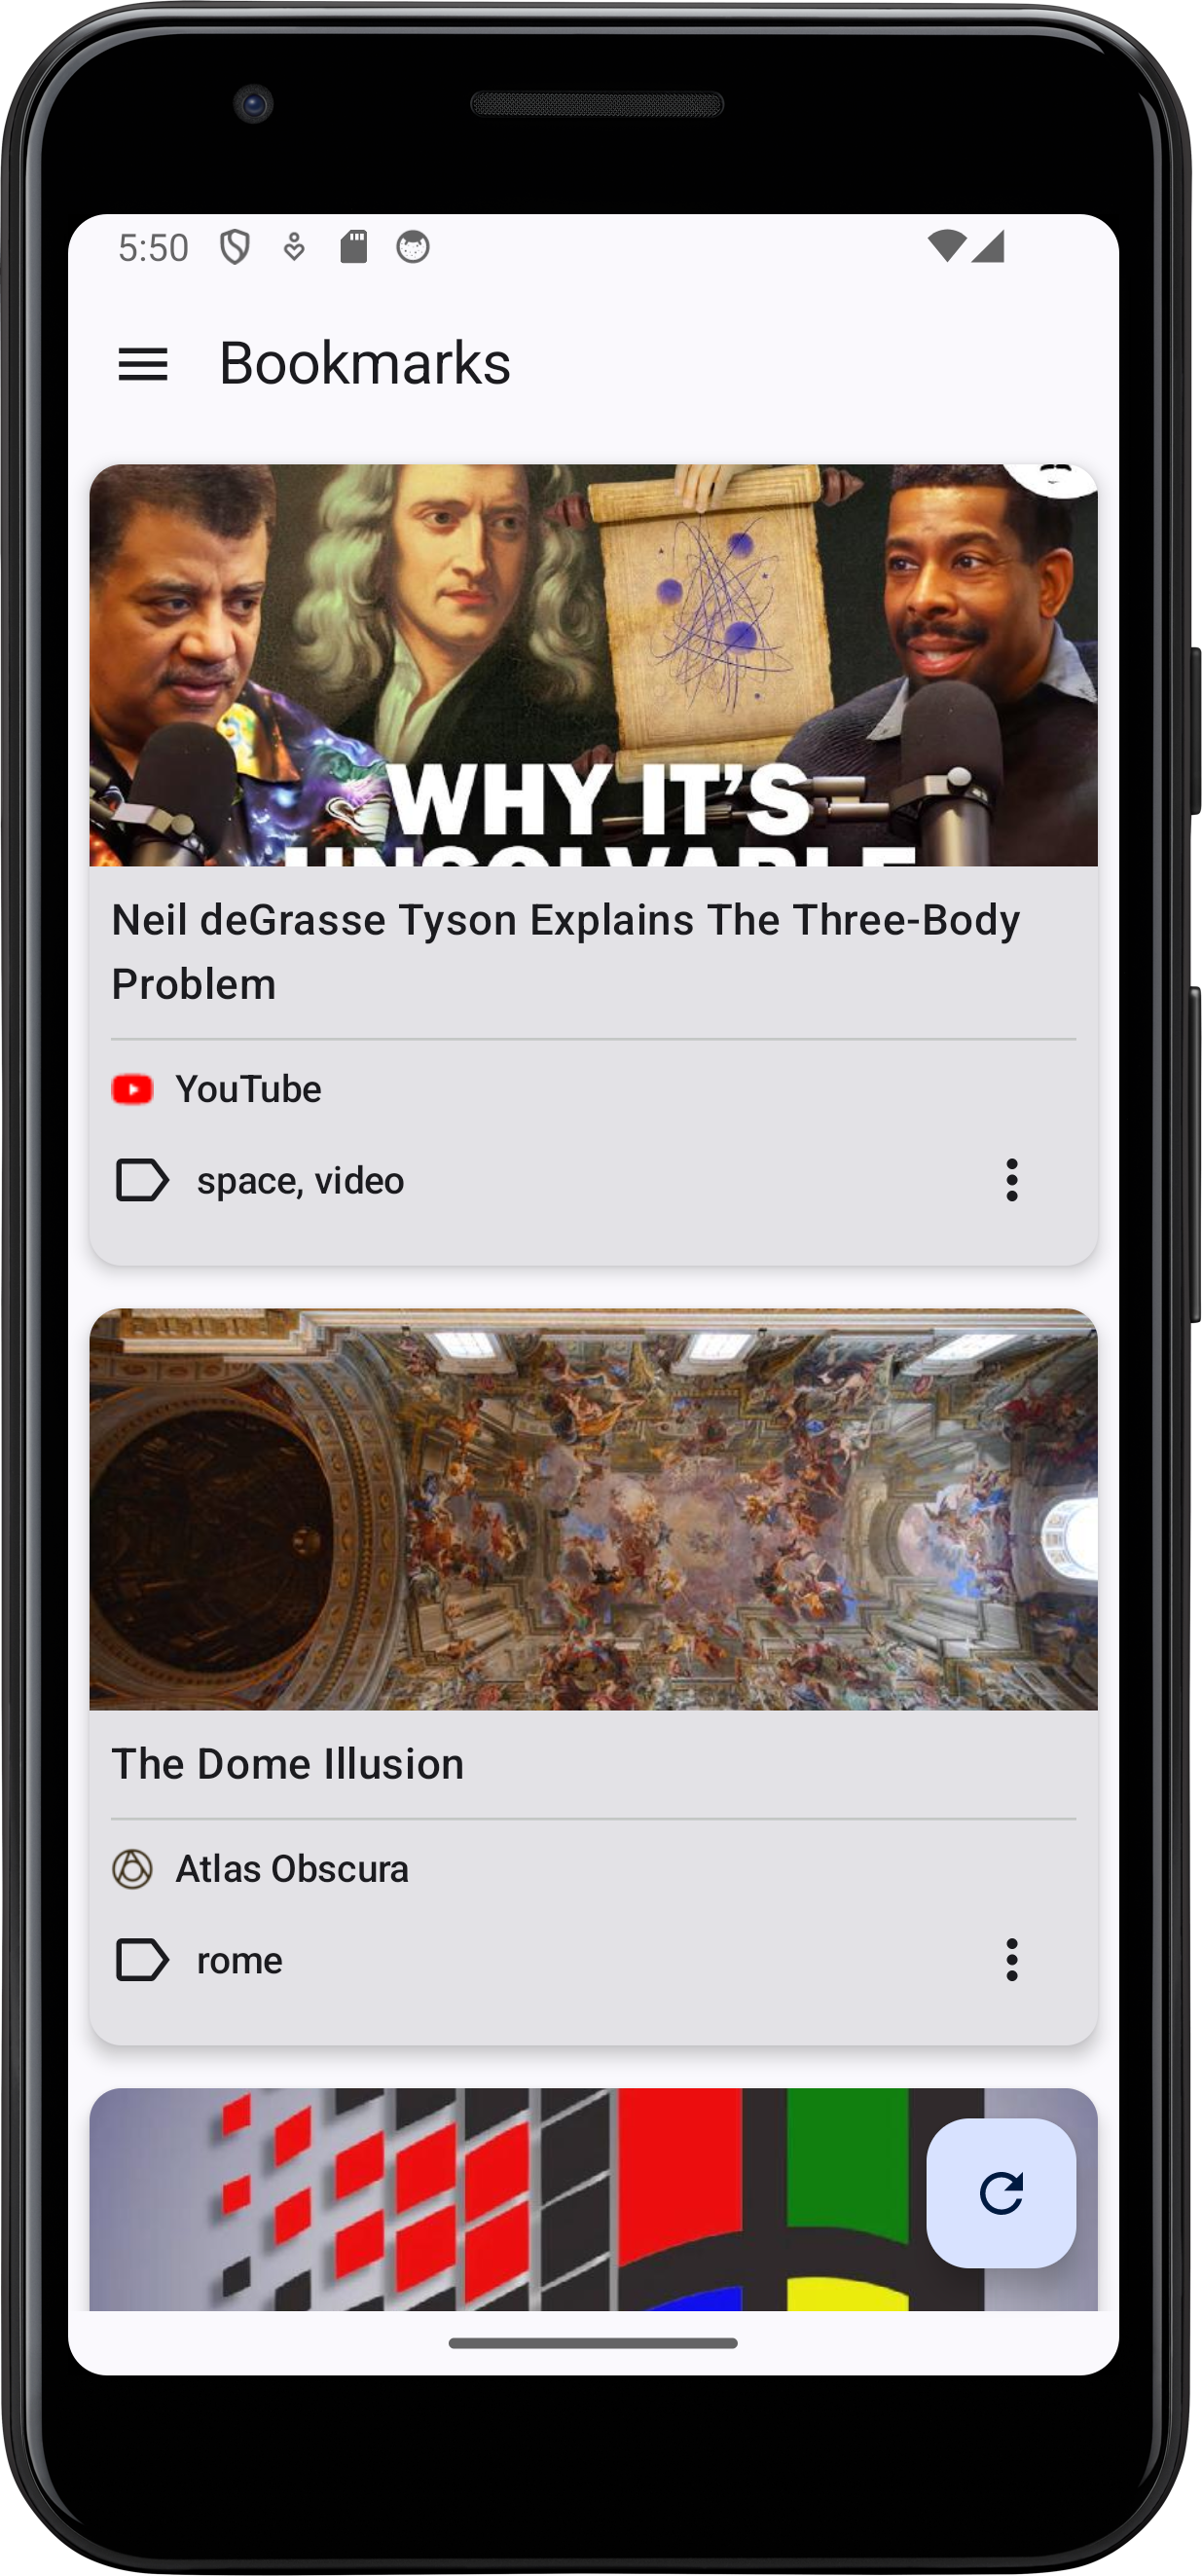 5:50
Bookmarks
WHY IT'S
UNSOLVABLE
Neil deGrasse Tyson Explains The Three-Body
Problem
YouTube
space, video
The Dome Illusion
Atlas Obscura
rome